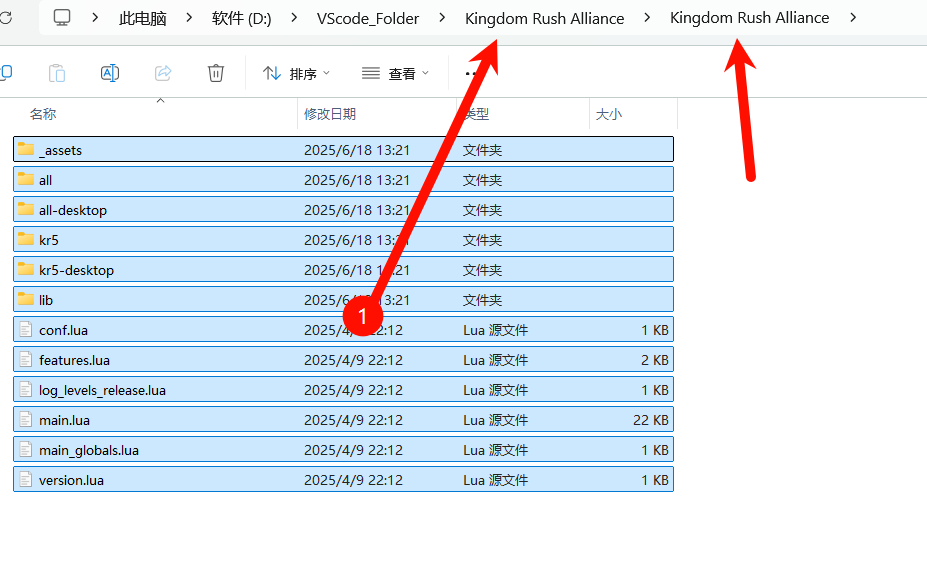 此电脑 > 软件 (D:) > VScode_Folder > Kingdom Rush Alliance > Kingdom Rush Alliance >
排序 查看
名称 修改日期 类型 大小
_assets 2025/6/18 13:21 文件夹
all 2025/6/18 13:21 文件夹
all-desktop 2025/6/18 13:21 文件夹
kr5 2025/6/18 13:21 文件夹
kr5-desktop 2025/6/18 13:21 文件夹
lib 2025/6/18 13:21 文件夹
1
conf.lua 2025/4/9 22:12 Lua 源文件 1 KB
features.lua 2025/4/9 22:12 Lua 源文件 2 KB
log_levels_release.lua 2025/4/9 22:12 Lua 源文件 1 KB
main.lua 2025/4/9 22:12 Lua 源文件 22 KB
main_globals.lua 2025/4/9 22:12 Lua 源文件 1 KB
version.lua 2025/4/9 22:12 Lua 源文件 1 KB